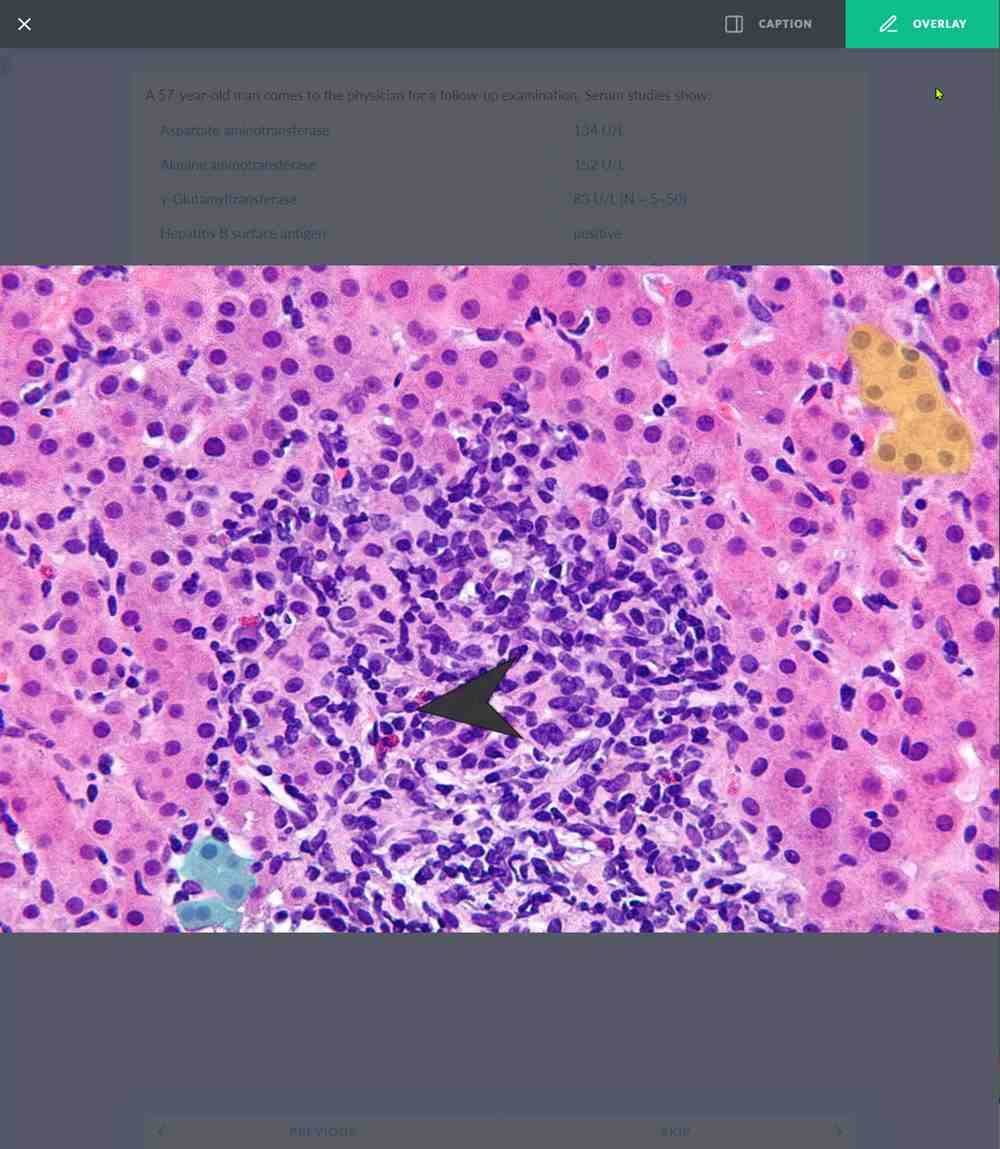 CAPTION
OVERLAY
A 57-year-old man comes to the physician for a follow-up examination. Serum studies show:
Aspartate aminotransferase 134 U/L
Alanine aminotransferase 152 U/L
γ-Glutamyltransferase 83 U/L (N = 5–50)
Hepatitis B surface antigen positive
PREVIOUS
SKIP